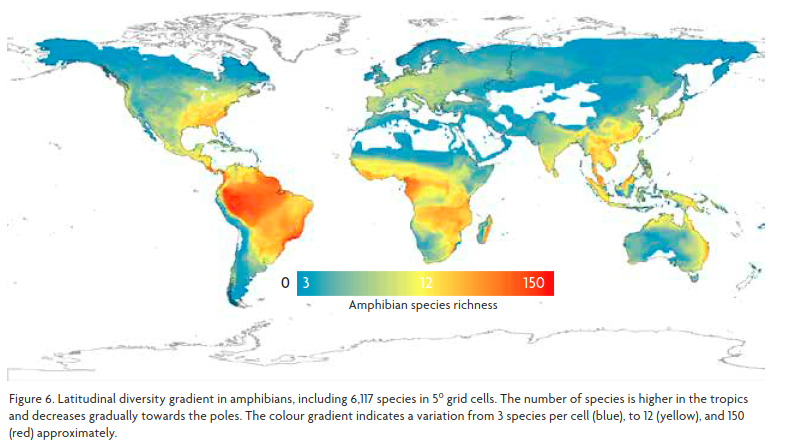 0 3 12 150
Amphibian species richness
Figure 6. Latitudinal diversity gradient in amphibians, including 6,117 species in 5º grid cells. The number of species is higher in the tropics
and decreases gradually towards the poles. The colour gradient indicates a variation from 3 species per cell (blue), to 12 (yellow), and 150
(red) approximately.